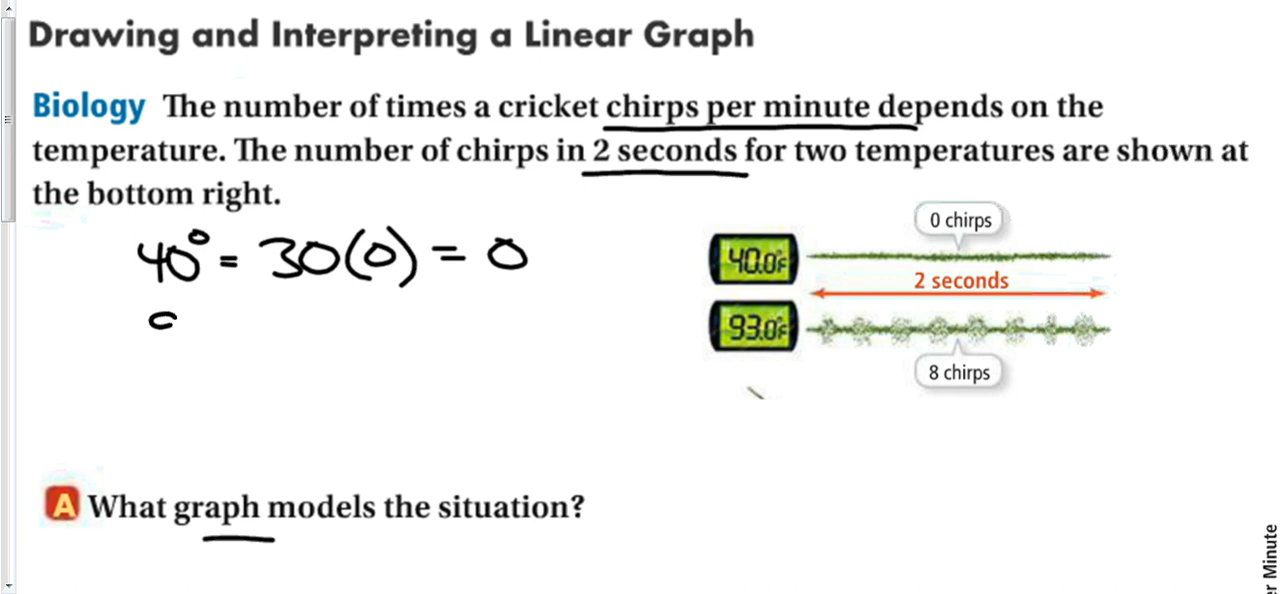 Drawing and Interpreting a Linear Graph
Biology The number of times a cricket chirps per minute depends on the
temperature. The number of chirps in 2 seconds for two temperatures are shown at
the bottom right.
40° = 30(0) = 0
0 chirps
40.0°F
2 seconds
93.0°F
8 chirps
A What graph models the situation?
er Minute